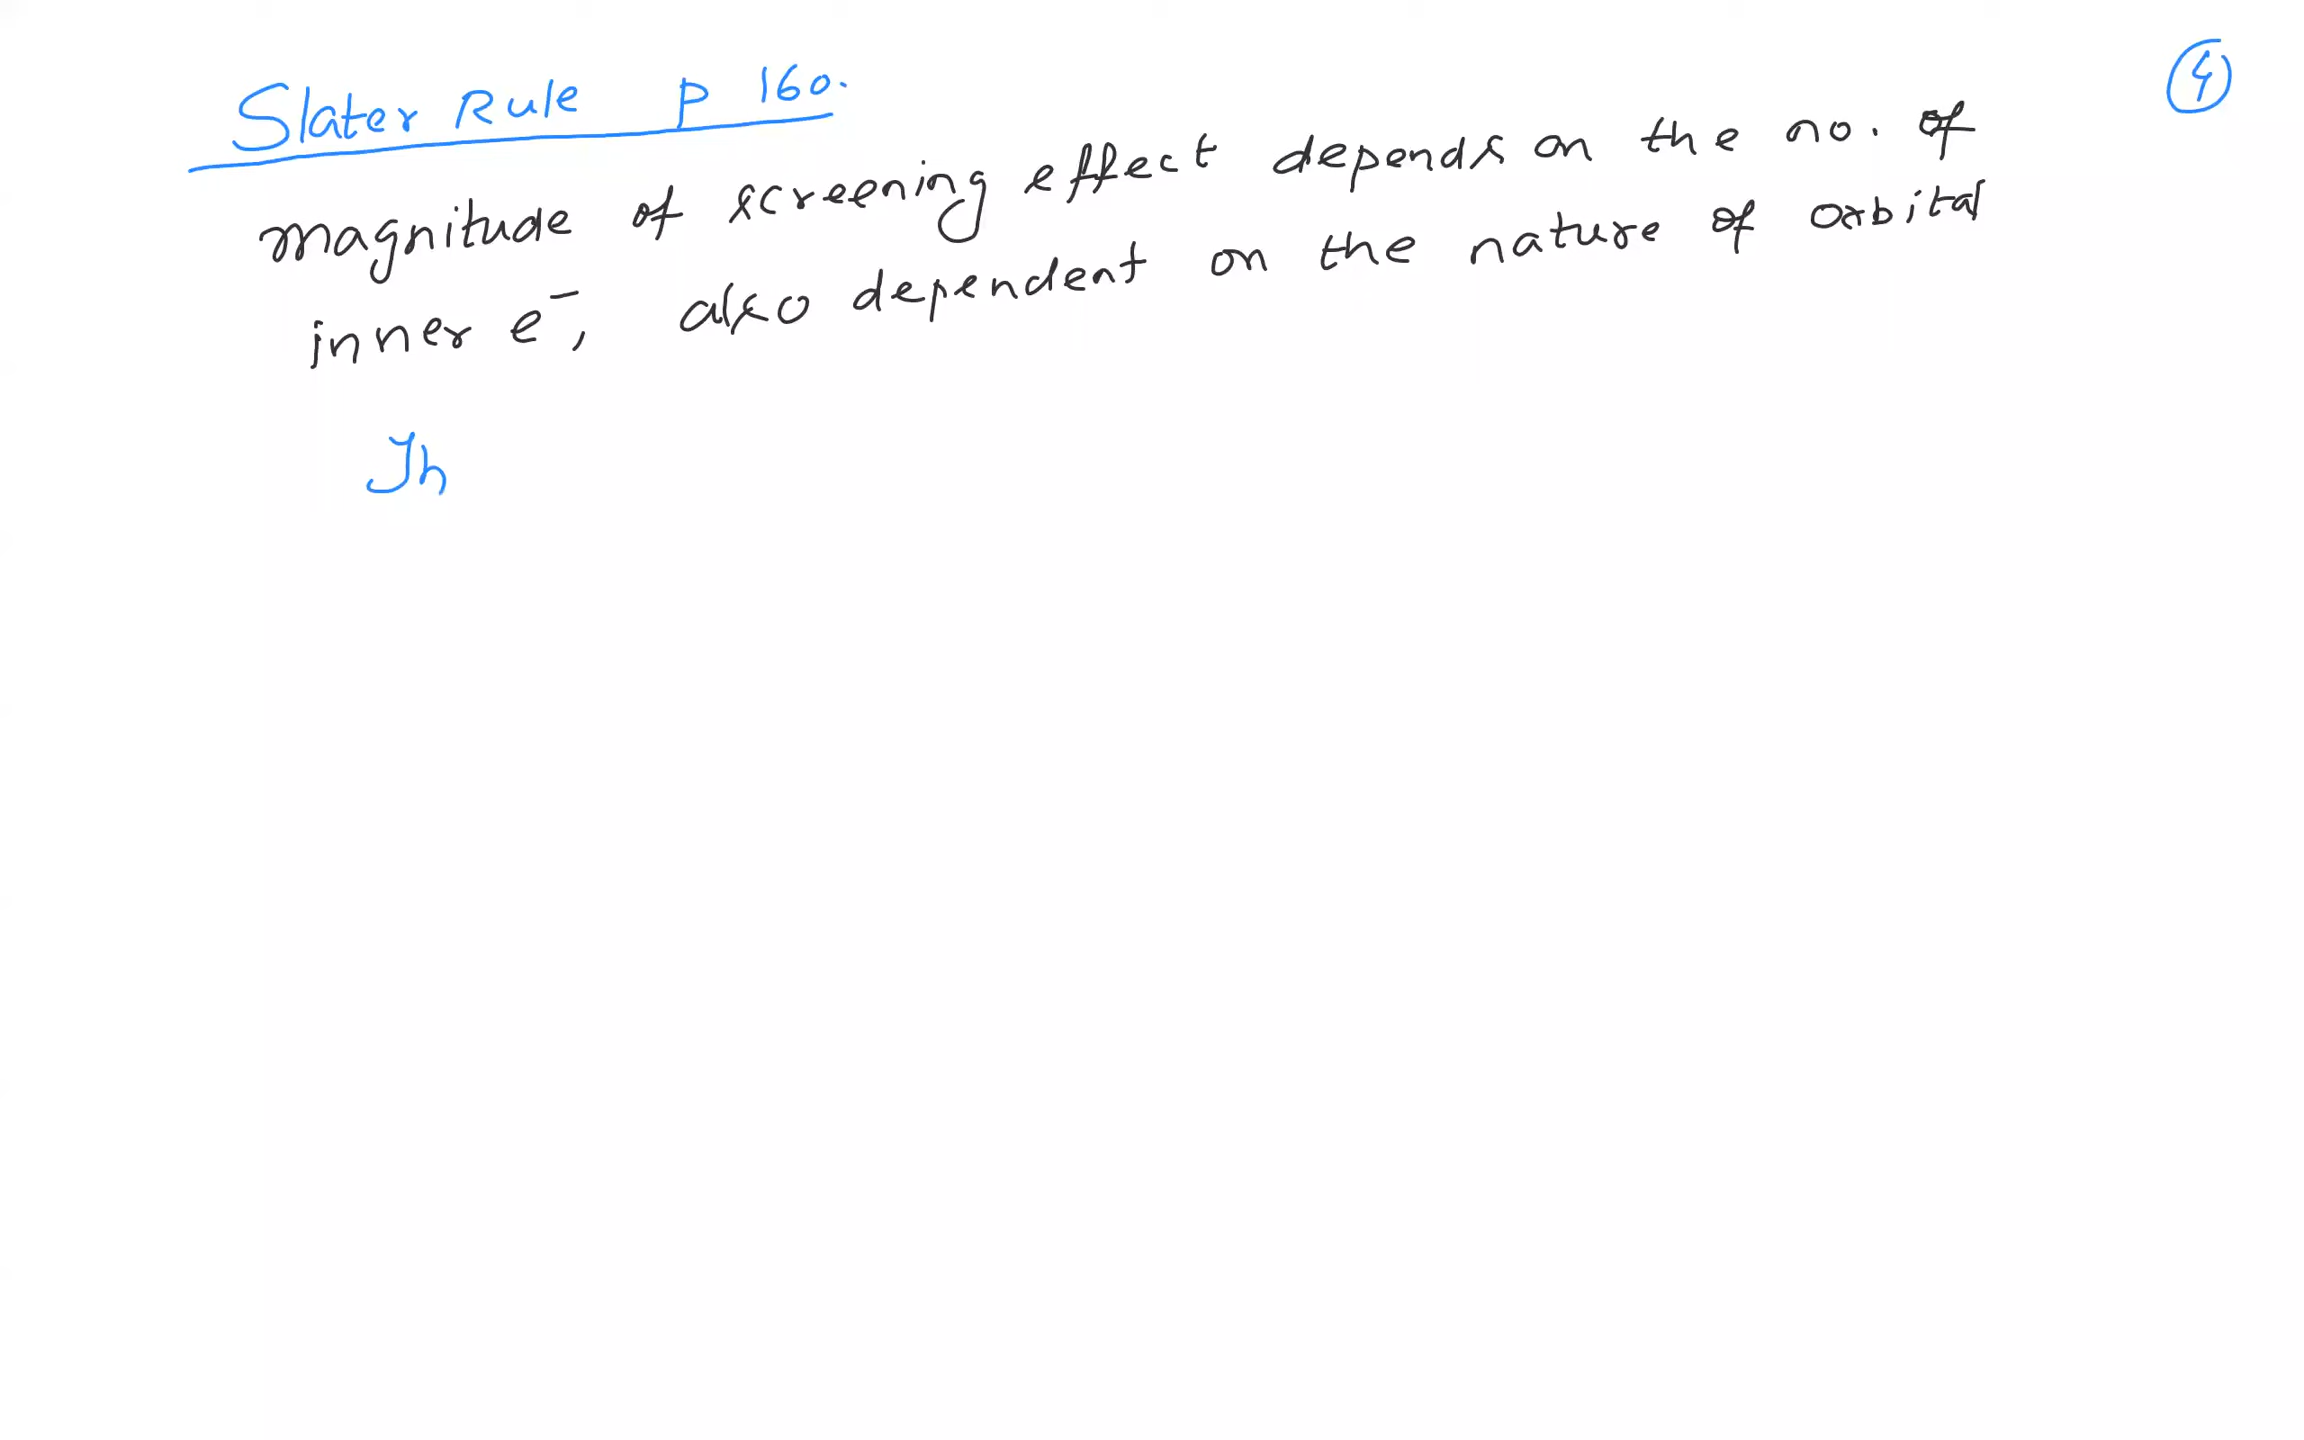 Slater Rule P 160.
4
magnitude of screening effect depends on the no. of
inner e⁻, also dependent on the nature of orbital
Th